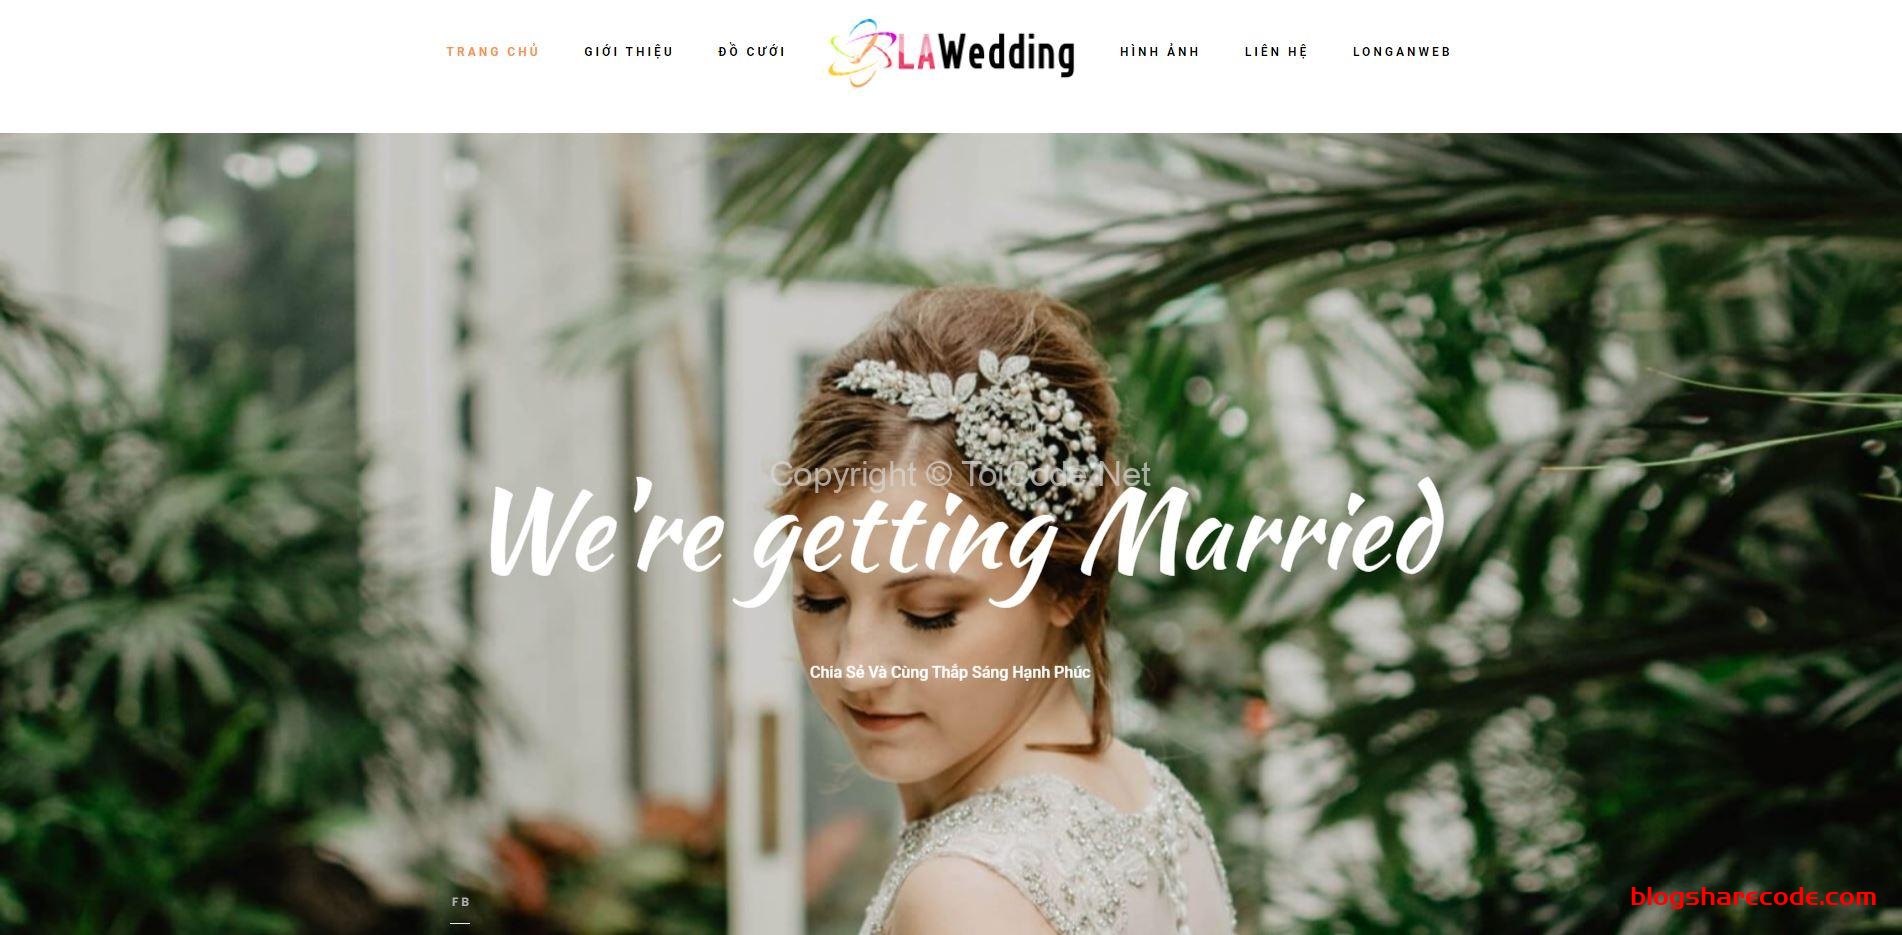 TRANG CHỦ
GIỚI THIỆU
ĐỒ CƯỚI
LAWedding
HÌNH ẢNH
LIÊN HỆ
LONGANWEB
Copyright © ToiCode.Net
We're getting Married
Chia Sẻ Và Cùng Thắp Sáng Hạnh Phúc
FB
blogsharecode.com